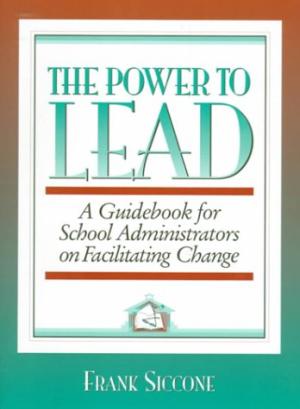 THE POWER TO
LEAD
A Guidebook for
School Administrators
on Facilitating Change
FRANK SICCONE